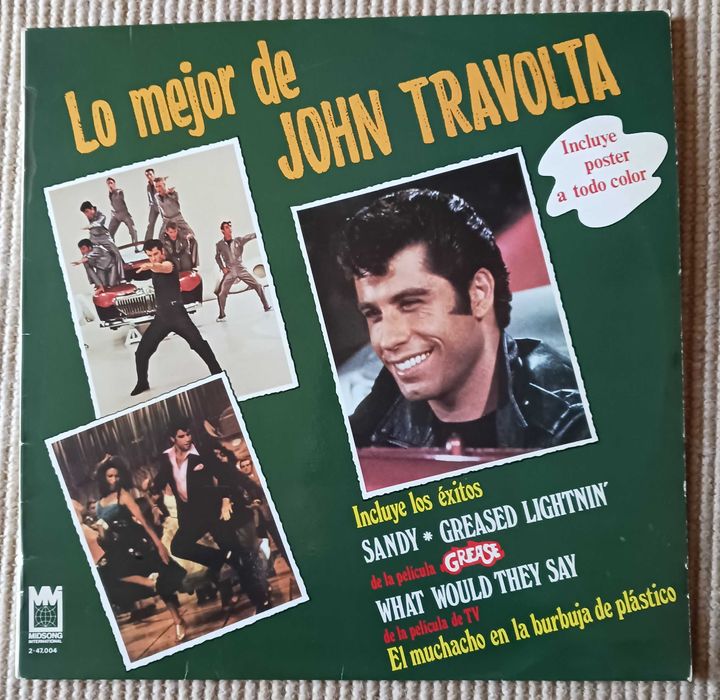 Lo mejor de
JOHN TRAVOLTA
Incluye
poster
a todo color
Incluye los éxitos
SANDY * GREASED LIGHTNIN'
de la película GREASE
WHAT WOULD THEY SAY
de la película de TV
El muchacho en la burbuja de plástico
MIDSONG
INTERNATIONAL
2-47.004